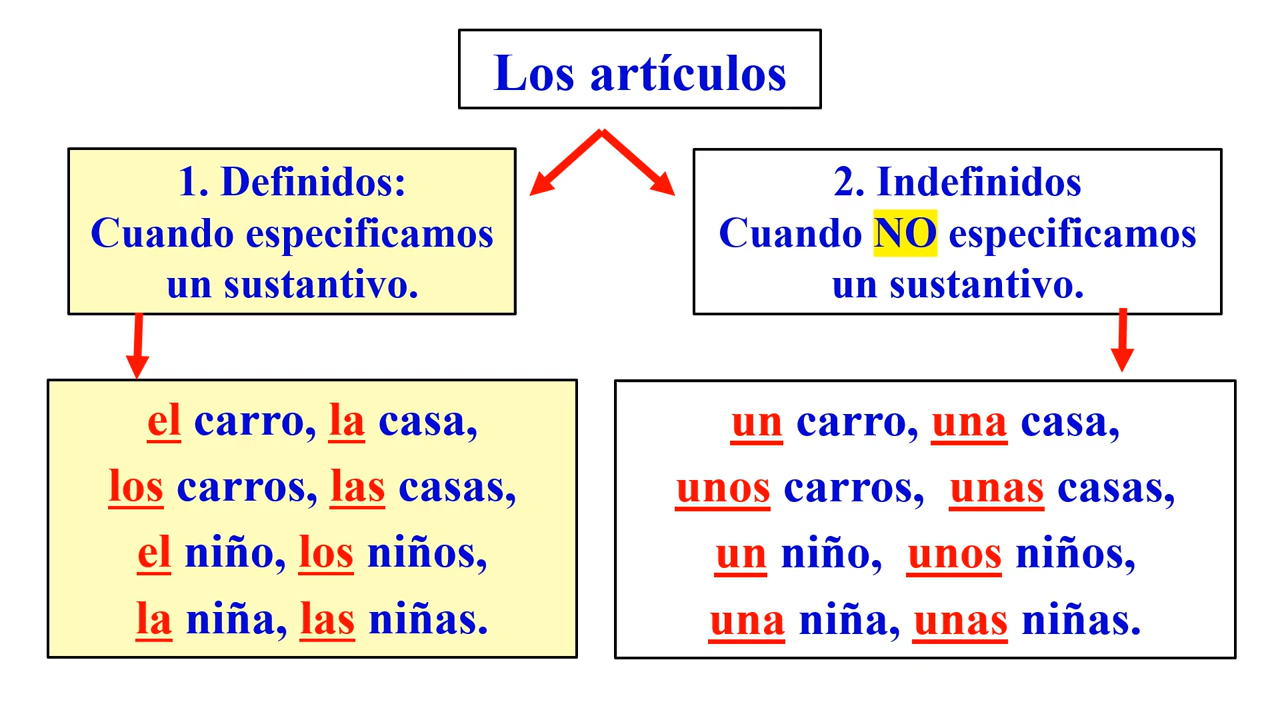 Los artículos
1. Definidos:
Cuando especificamos
un sustantivo.
2. Indefinidos
Cuando NO especificamos
un sustantivo.
el carro, la casa,
los carros, las casas,
el niño, los niños,
la niña, las niñas.
un carro, una casa,
unos carros, unas casas,
un niño, unos niños,
una niña, unas niñas.